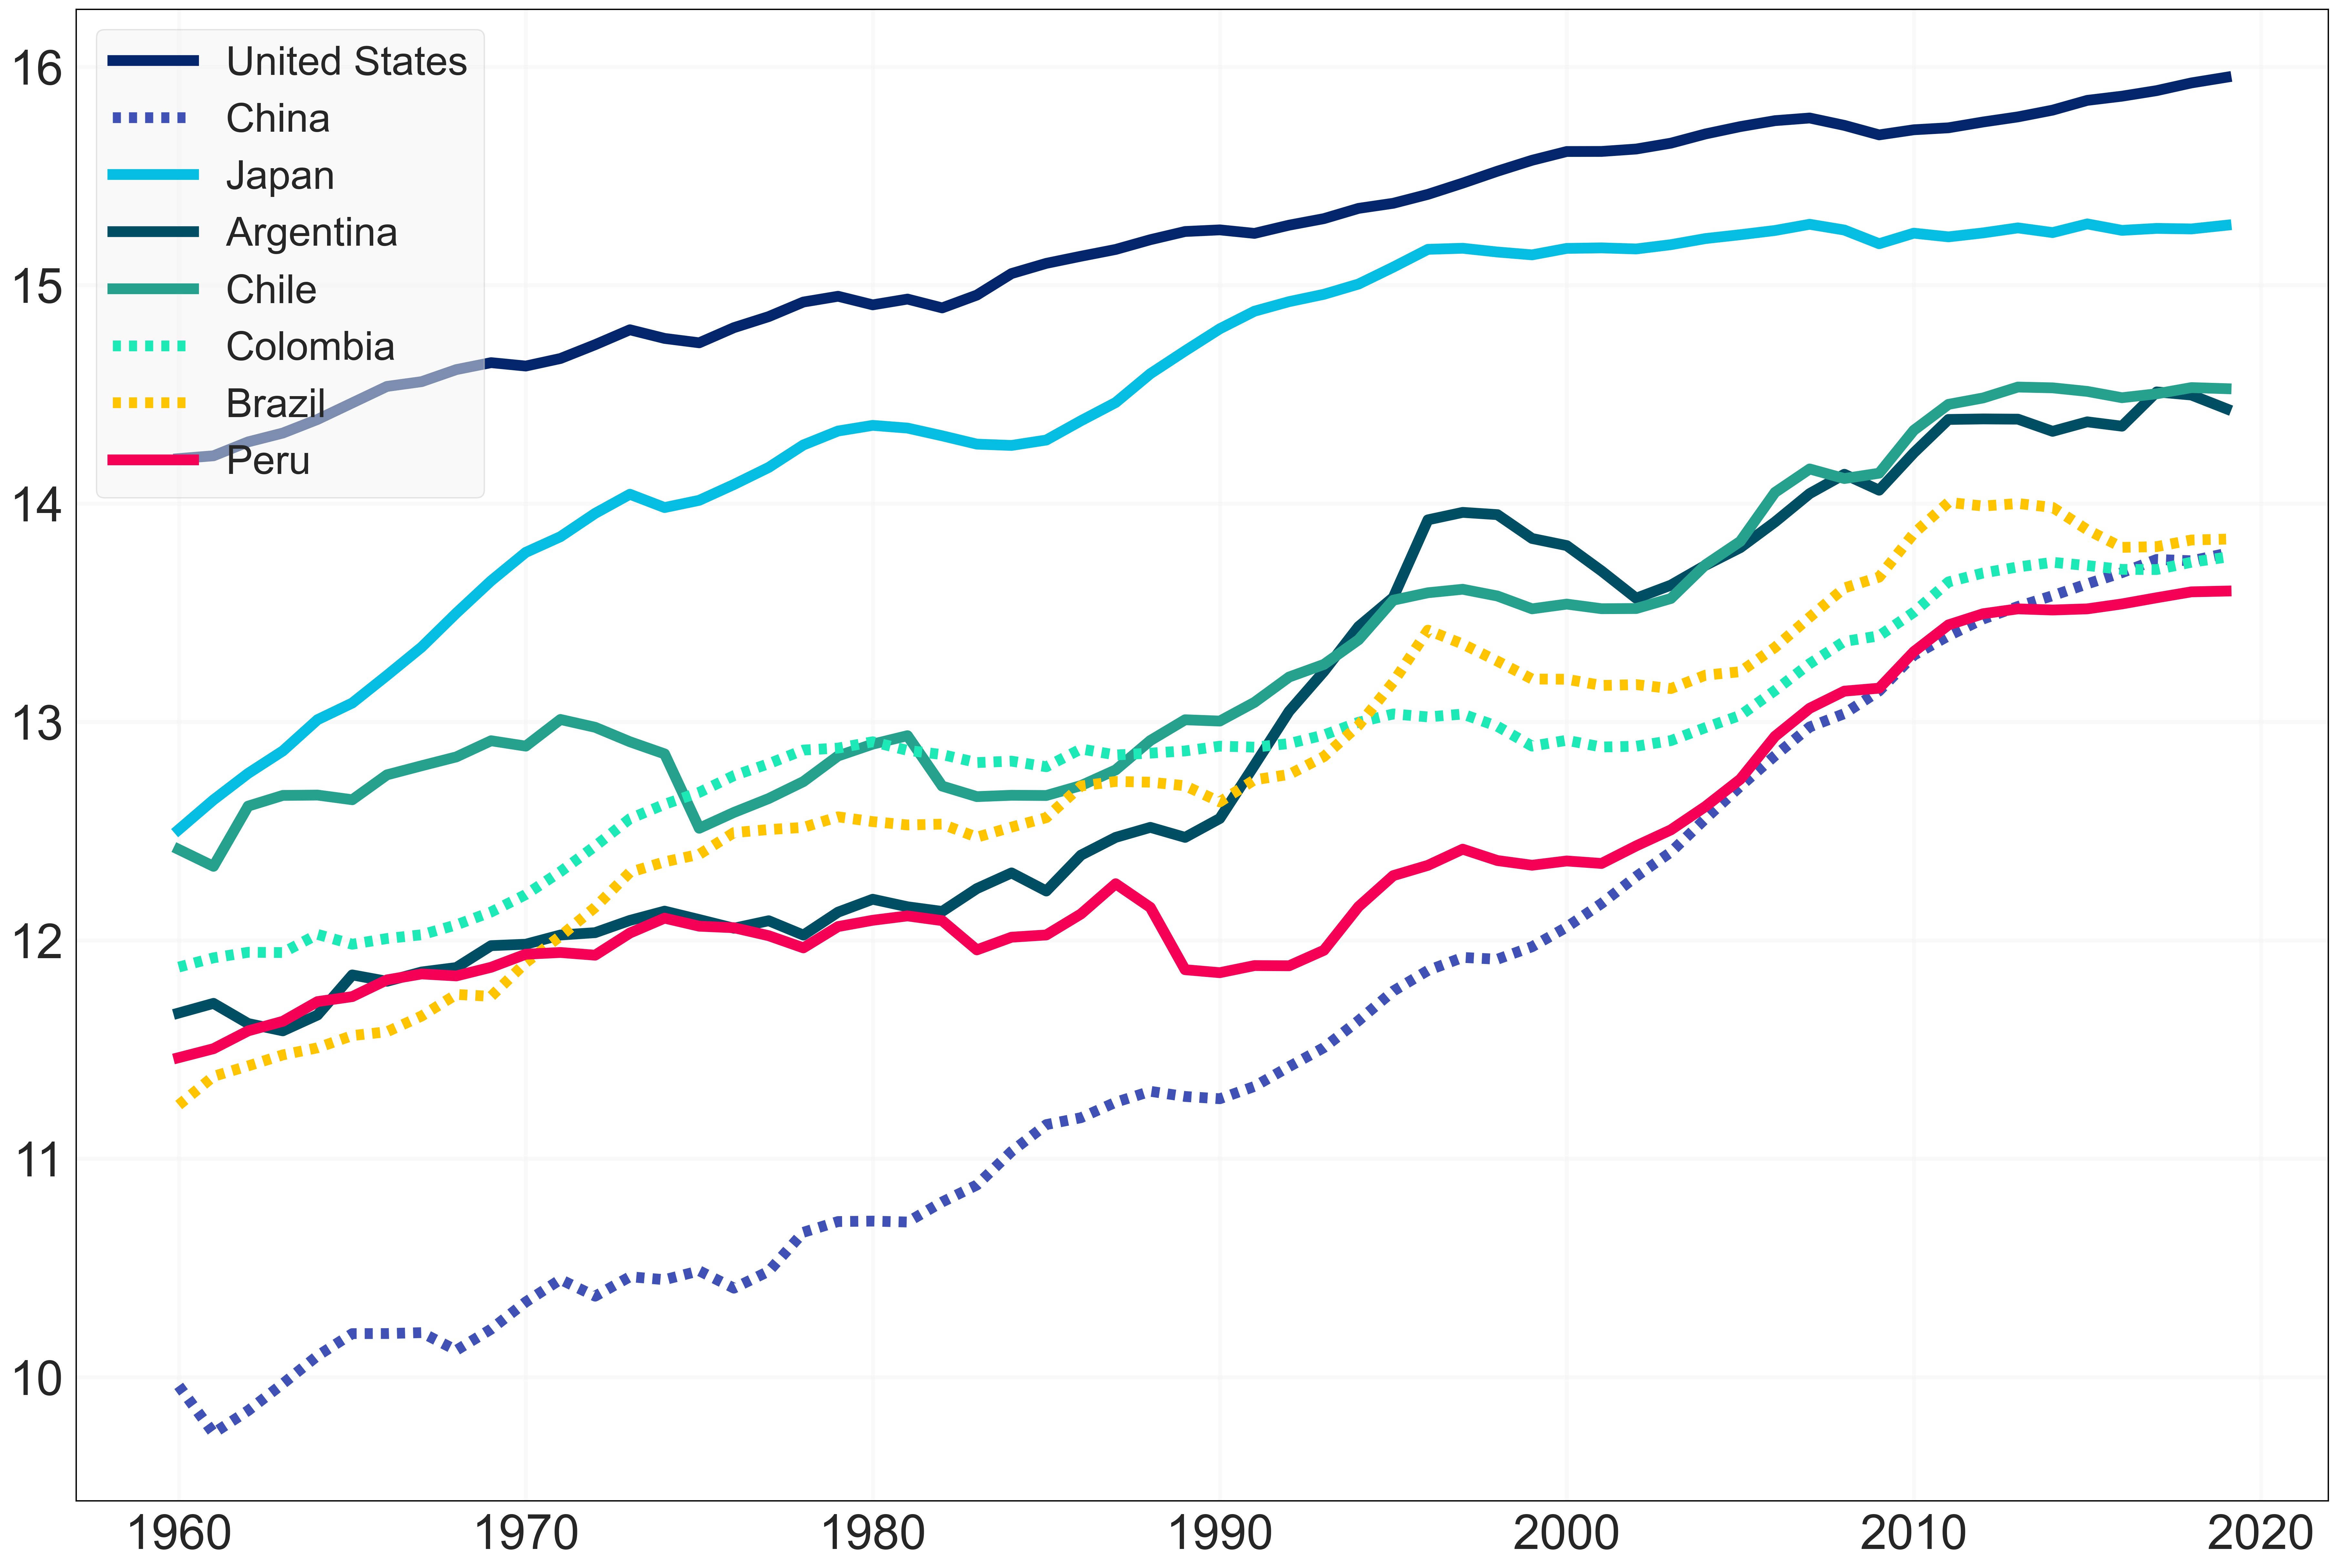 16
15
14
13
12
11
10
United States
China
Japan
Argentina
Chile
Colombia
Brazil
Peru
1960 1970 1980 1990 2000 2010 2020